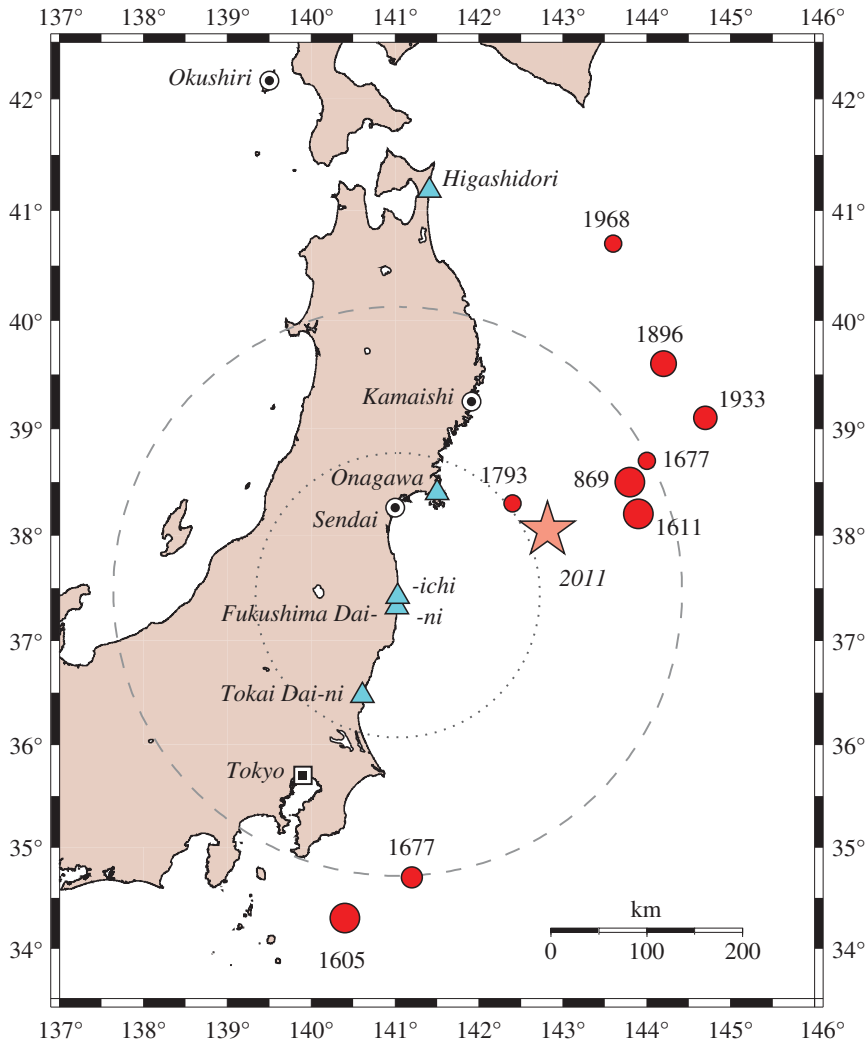 137° 138° 139° 140° 141° 142° 143° 144° 145° 146°
Okushiri
42° 42°
Higashidori
41° 41°
1968
40° 40°
1896
Kamaishi
1933
39° 39°
1677
Onagawa
1793
869
Sendai
1611
38° 38°
2011
-ichi
Fukushima Dai-
-ni
37° 37°
Tokai Dai-ni
36° 36°
Tokyo
35° 35°
1677
km
0 100 200
34° 34°
1605
137° 138° 139° 140° 141° 142° 143° 144° 145° 146°